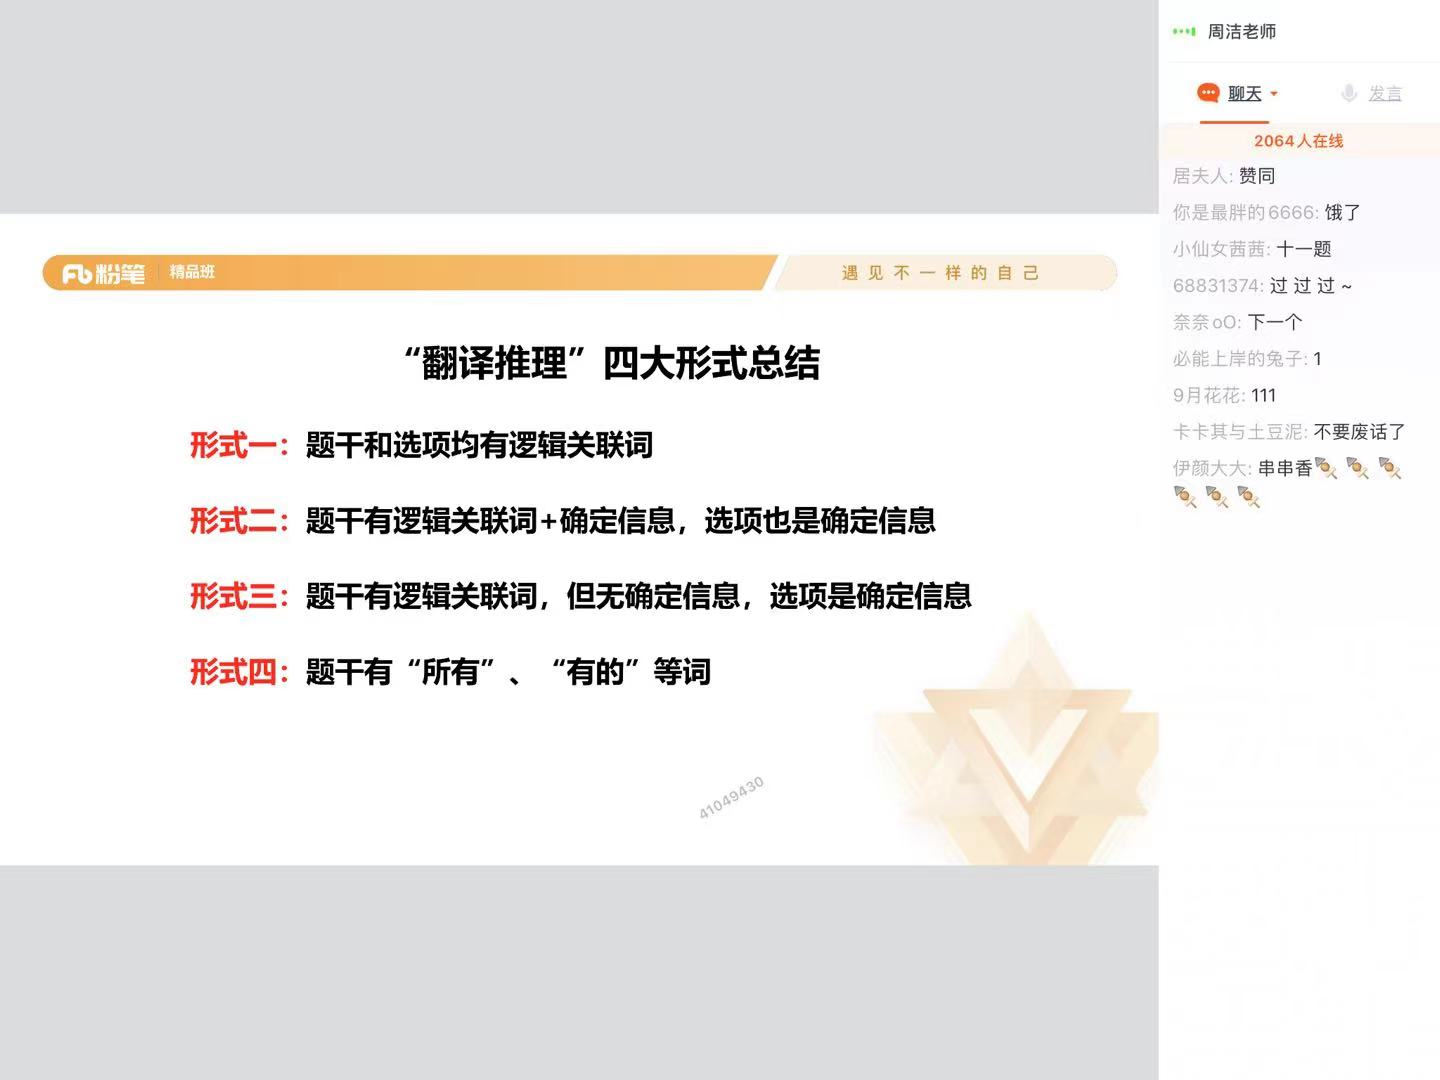 粉笔 精品班
遇见不一样的自己
“翻译推理”四大形式总结
形式一：题干和选项均有逻辑关联词
形式二：题干有逻辑关联词+确定信息，选项也是确定信息
形式三：题干有逻辑关联词，但无确定信息，选项是确定信息
形式四：题干有“所有”、“有的”等词
41049430
周洁老师
聊天 发言
2064人在线
居夫人: 赞同
你是最胖的6666: 饿了
小仙女茜茜: 十一题
68831374: 过 过 过 ~
奈奈oO: 下一个
必能上岸的兔子: 1
9月花花: 111
卡卡其与土豆泥: 不要废话了
伊颜大大: 串串香🍢 🍢 🍢
🍢 🍢 🍢